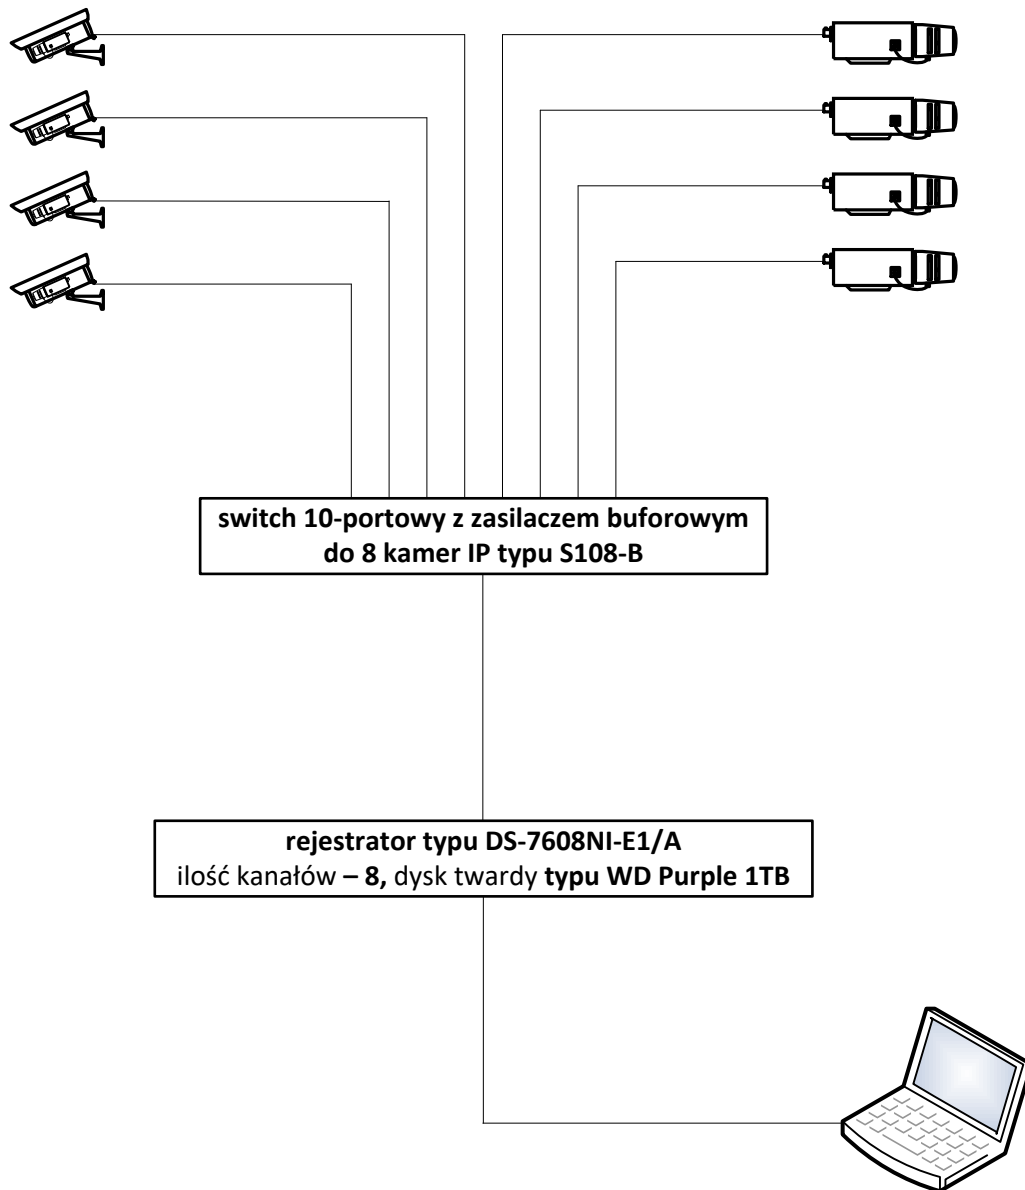 switch 10-portowy z zasilaczem buforowym
do 8 kamer IP typu S108-B
rejestrator typu DS-7608NI-E1/A
ilość kanałów – 8, dysk twardy typu WD Purple 1TB